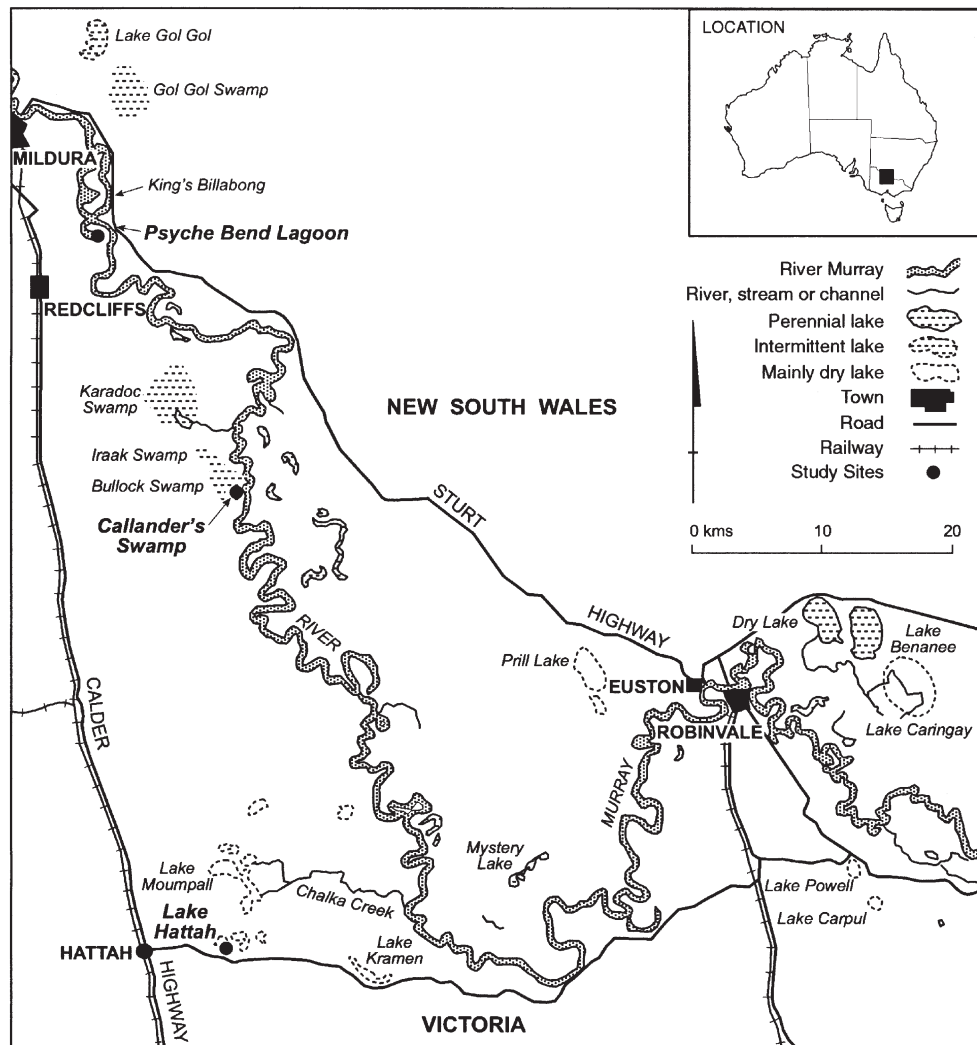 Lake Gol Gol
Gol Gol Swamp
MILDURA
King's Billabong
Psyche Bend Lagoon
REDCLIFFS
Karadoc
Swamp
Iraak Swamp
Bullock Swamp
Callander's
Swamp
NEW SOUTH WALES
STURT
HIGHWAY
RIVER
Prill Lake
EUSTON
ROBINVALE
Dry Lake
Lake
Benanee
Lake Caringay
CALDER
MURRAY
Mystery
Lake
Lake
Moumpall
Chalka Creek
Lake
Hattah
HATTAH
Lake
Kramen
HIGHWAY
VICTORIA
Lake Powell
Lake Carpul
LOCATION
River Murray
River, stream or channel
Perennial lake
Intermittent lake
Mainly dry lake
Town
Road
Railway
Study Sites
0 kms 10 20